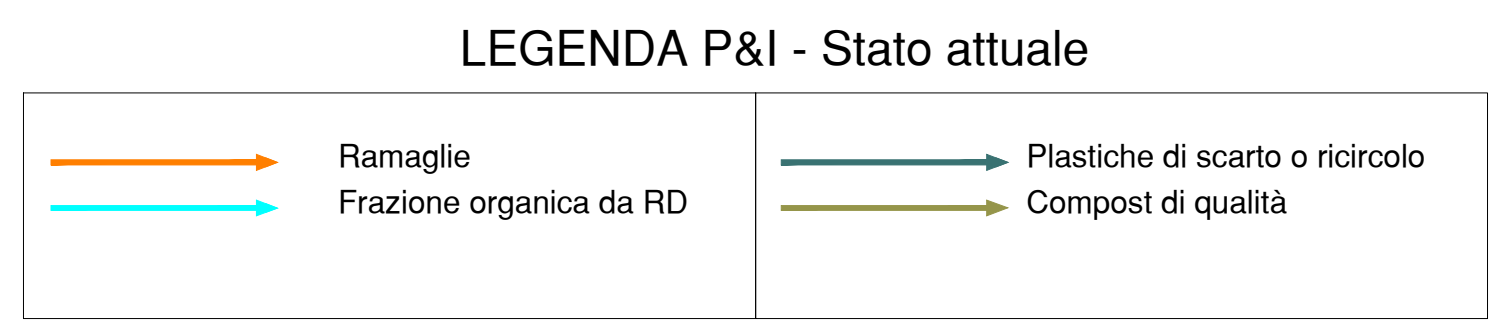 LEGENDA P&I - Stato attuale
Ramaglie
Frazione organica da RD
Plastiche di scarto o ricircolo
Compost di qualità